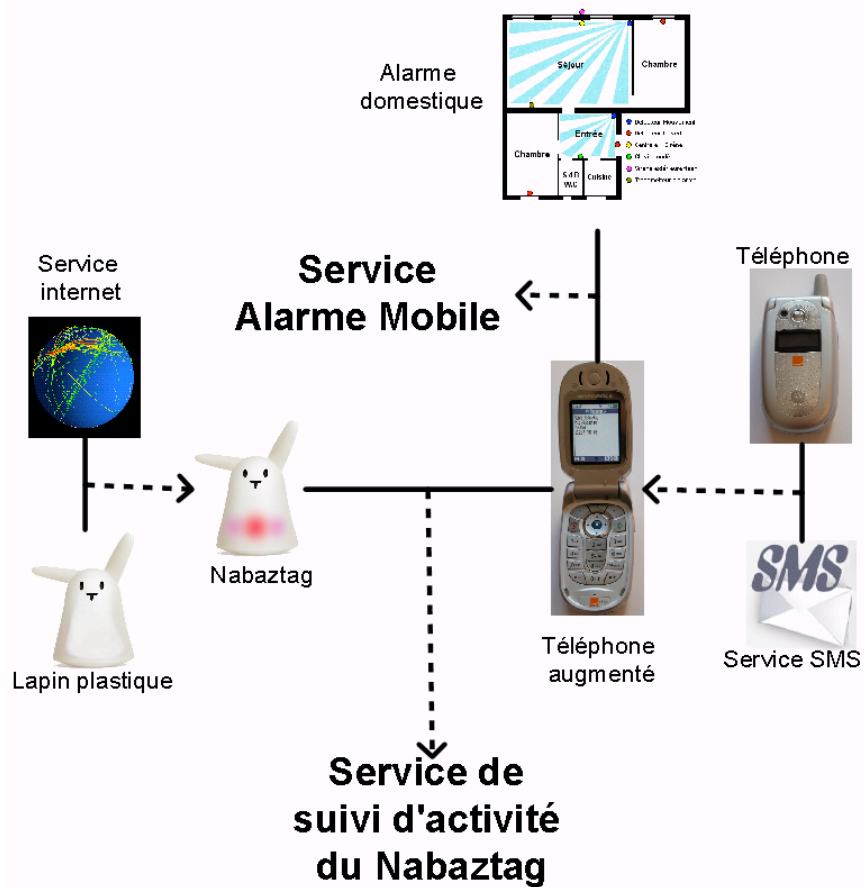 Alarme
domestique
Séjour
Chambre
Entrée
Chambre
S d B
W.C
Cuisine
Service
internet
Service
Alarme Mobile
Téléphone
Nabaztag
Lapin plastique
Téléphone
augmenté
SMS
Service SMS
Service de
suivi d'activité
du Nabaztag